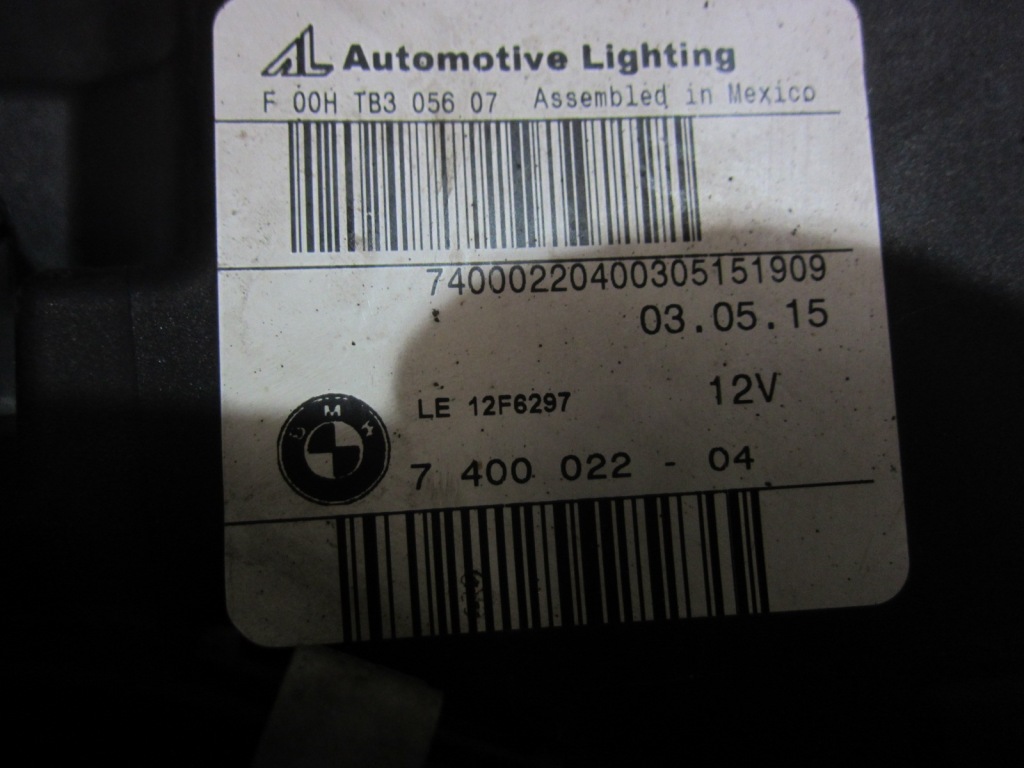 AL Automotive Lighting
F 00H TB3 056 07 Assembled in Mexico
74000220400305151909
03.05.15
LE 12F6297 12V
BMW
7 400 022 - 04